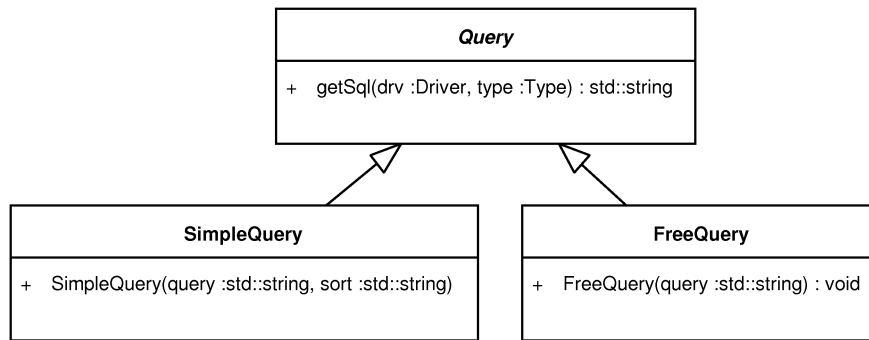 Query
+ getSql(drv :Driver, type :Type) : std::string
SimpleQuery
+ SimpleQuery(query :std::string, sort :std::string)
FreeQuery
+ FreeQuery(query :std::string) : void